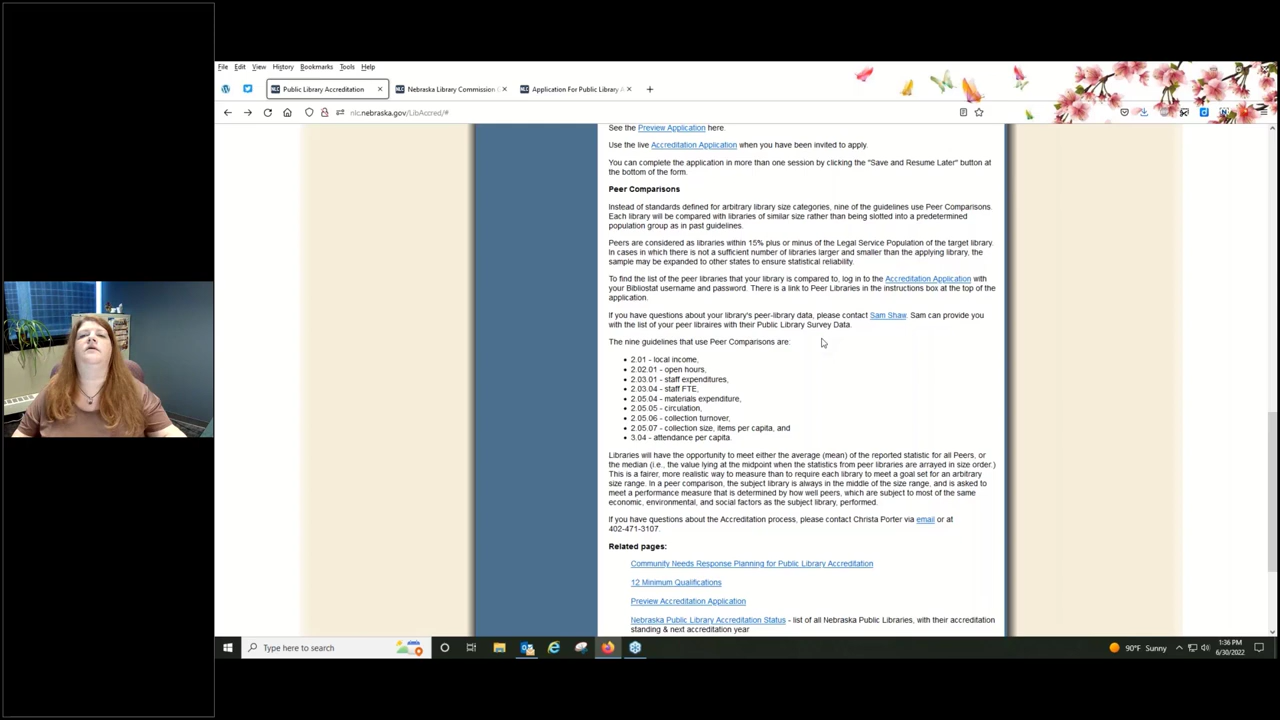 File Edit View History Bookmarks Tools Help
Public Library Accreditation × Nebraska Library Commission × Application For Public Library A × +
nlc.nebraska.gov/LibAccred/#
See the Preview Application here.
Use the live Accreditation Application when you have been invited to apply.
You can complete the application in more than one session by clicking the "Save and Resume Later" button at
the bottom of the form.
Peer Comparisons
Instead of standards defined for arbitrary library size categories, nine of the guidelines use Peer Comparisons.
Each library will be compared with libraries of similar size rather than being slotted into a predetermined
population group as in past guidelines.
Peers are considered as libraries within 15% plus or minus of the Legal Service Population of the target library.
In cases in which there is not a sufficient number of libraries larger and smaller than the applying library, the
sample may be expanded to other states to ensure statistical reliability.
To find the list of the peer libraries that your library is compared to, log in to the Accreditation Application with
your Bibliostat username and password. There is a link to Peer Libraries in the instructions box at the top of the
application.
If you have questions about your library's peer-library data, please contact Sam Shaw. Sam can provide you
with the list of your peer libraires with their Public Library Survey Data.
The nine guidelines that use Peer Comparisons are:
• 2.01 - local income,
• 2.02.01 - open hours,
• 2.03.01 - staff expenditures,
• 2.03.04 - staff FTE,
• 2.05.04 - materials expenditure,
• 2.05.05 - circulation,
• 2.05.06 - collection turnover,
• 2.05.07 - collection size, items per capita, and
• 3.04 - attendance per capita.
Libraries will have the opportunity to meet either the average (mean) of the reported statistic for all Peers, or
the median (i.e., the value lying at the midpoint when the statistics from peer libraries are arrayed in size order.)
This is a fairer, more realistic way to measure than to require each library to meet a goal set for an arbitrary
size range. In a peer comparison, the subject library is always in the middle of the size range, and is asked to
meet a performance measure that is determined by how well peers, which are subject to most of the same
economic, environmental, and social factors as the subject library, performed.
If you have questions about the Accreditation process, please contact Christa Porter via email or at
402-471-3107.
Related pages:
Community Needs Response Planning for Public Library Accreditation
12 Minimum Qualifications
Preview Accreditation Application
Nebraska Public Library Accreditation Status - list of all Nebraska Public Libraries, with their accreditation
standing & next accreditation year
Type here to search 90°F Sunny 1:36 PM
6/30/2022